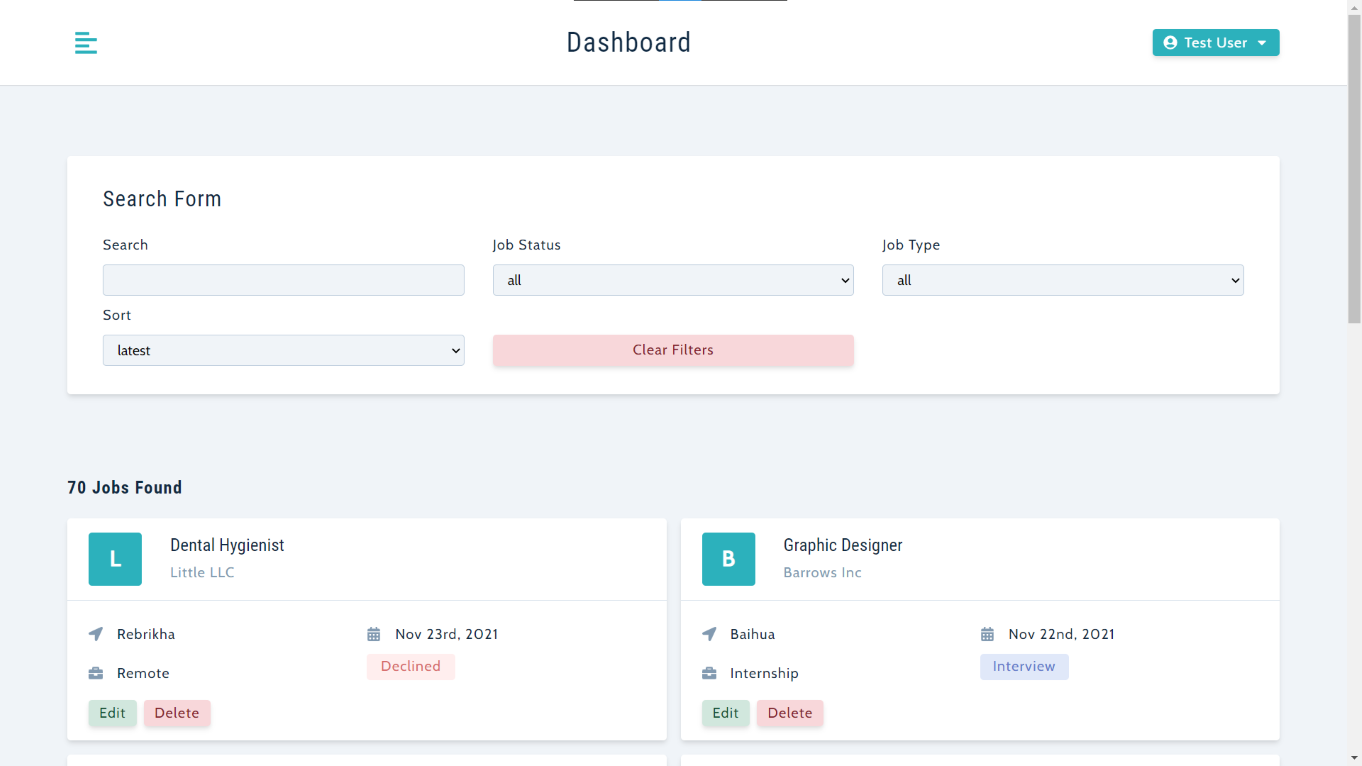 Dashboard
Test User
Search Form
Search
Job Status
Job Type
all
all
Sort
latest
Clear Filters
70 Jobs Found
L
Dental Hygienist
Little LLC
Rebrikha
Nov 23rd, 2021
Remote
Declined
Edit
Delete
B
Graphic Designer
Barrows Inc
Baihua
Nov 22nd, 2021
Internship
Interview
Edit
Delete